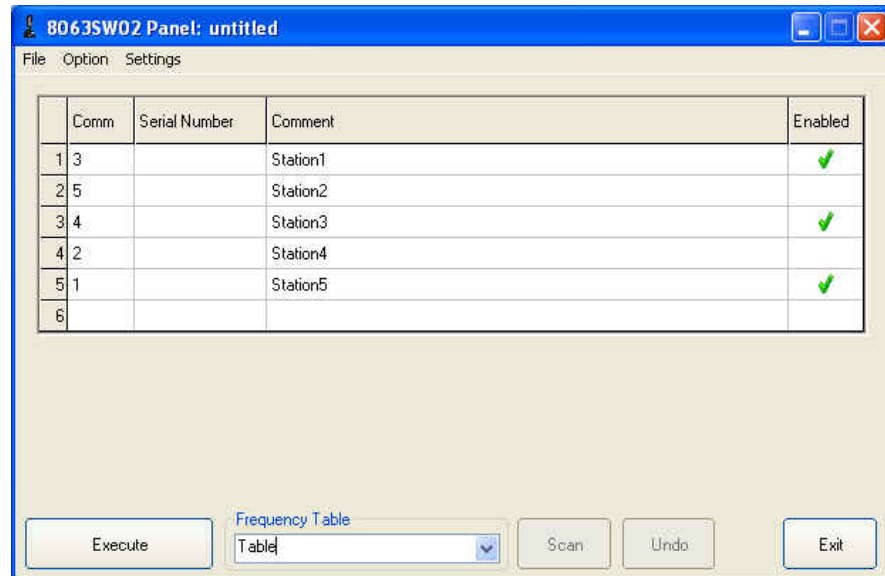 8063SW02 Panel: untitled
File Option Settings
Comm Serial Number Comment Enabled
1 3 Station1
2 5 Station2
3 4 Station3
4 2 Station4
5 1 Station5
6
Frequency Table
Execute Table Scan Undo Exit